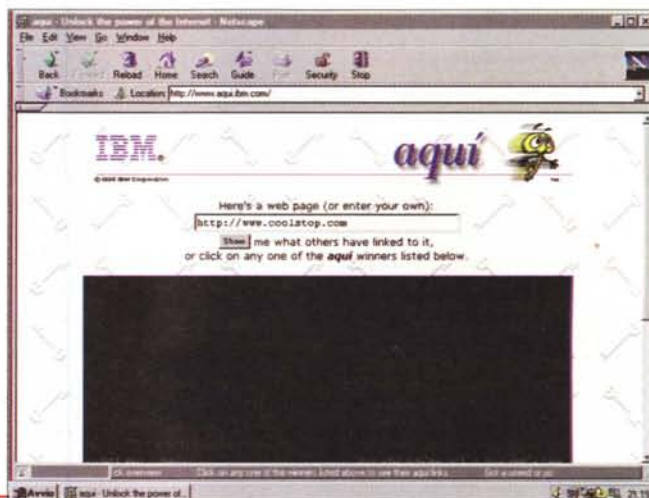 aqui - Unlock the power of the Internet - Netscape
File Edit View Go Window Help
Back Forward Reload Home Search Guide Print Security Stop
Bookmarks Location: http://www.aqui.ibm.com/
IBM®
aquí
Here's a web page (or enter your own):
http://www.coolstop.com
Show me what others have linked to it,
or click on any one of the aquí winners listed below.
Click on any one of the winners listed above to see their aqui links
Avvio aqui - Unlock the power of...